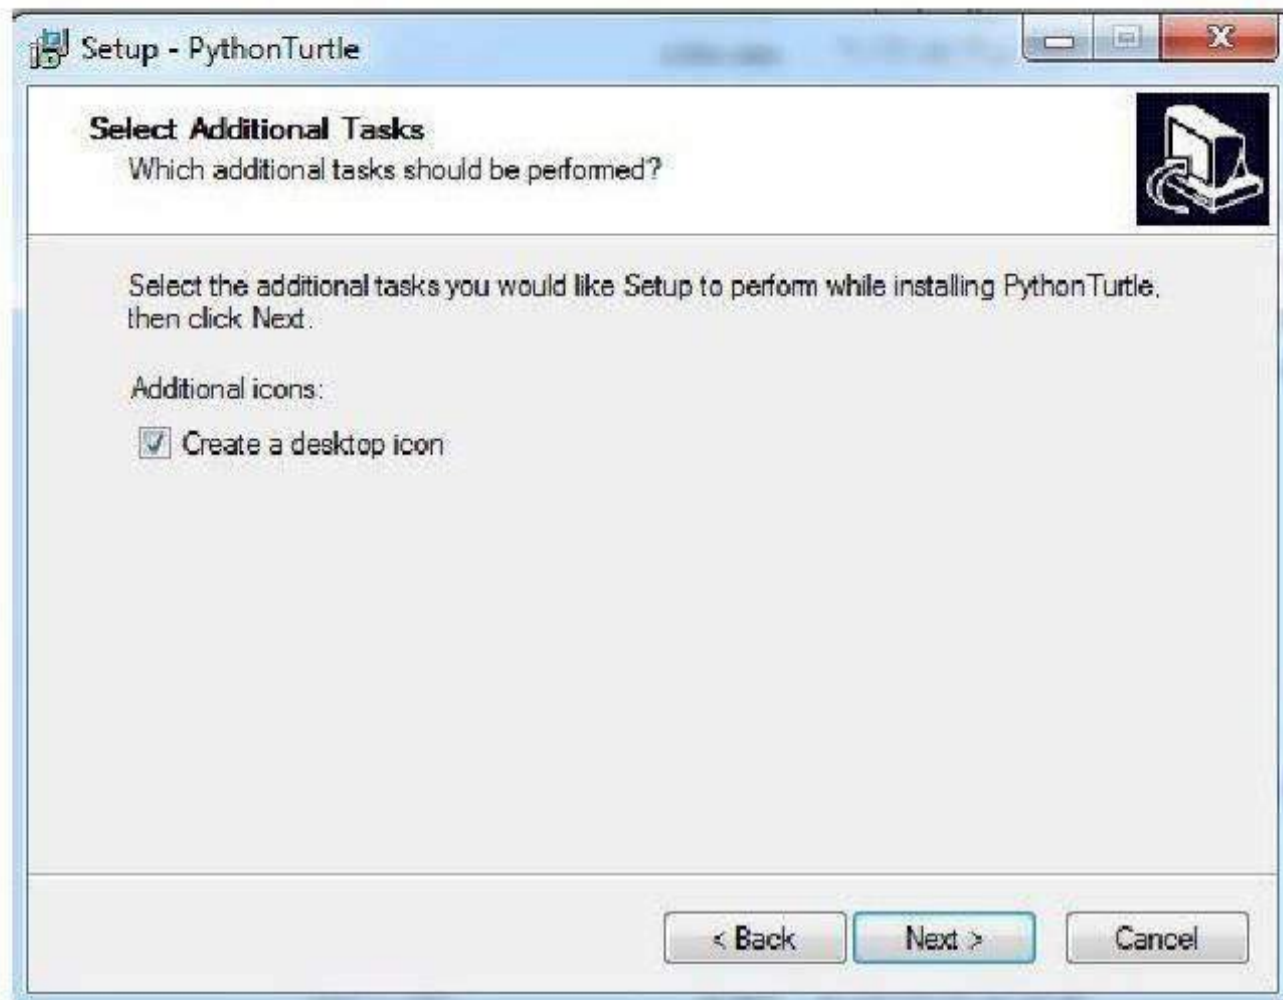 Setup - PythonTurtle
Select Additional Tasks
Which additional tasks should be performed?
Select the additional tasks you would like Setup to perform while installing PythonTurtle,
then click Next.
Additional icons:
Create a desktop icon
< Back
Next >
Cancel